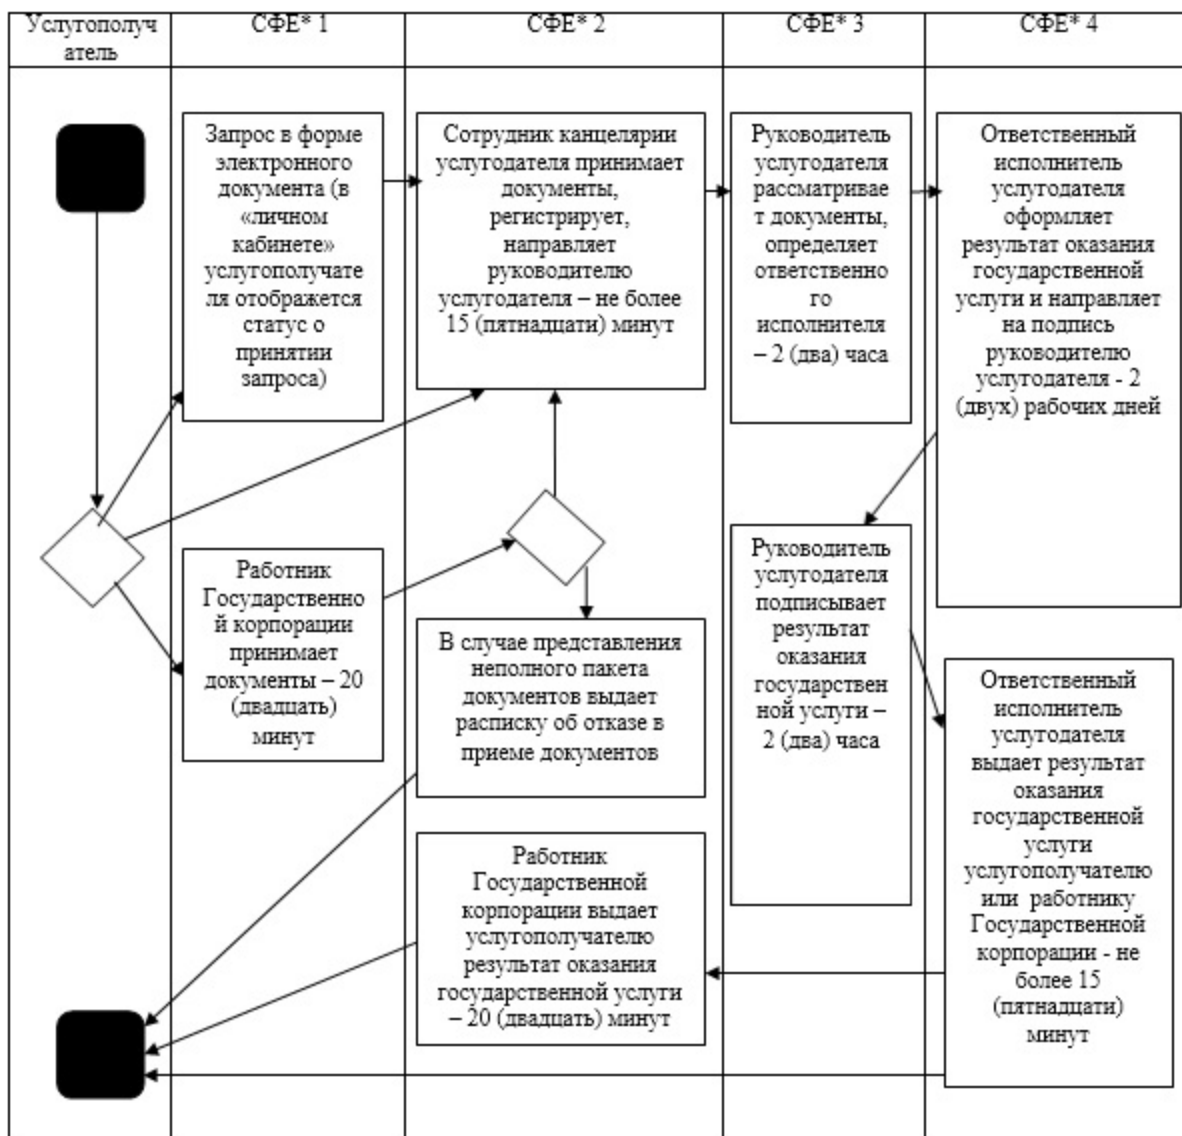 Услугополуч
атель
СФЕ* 1
СФЕ* 2
СФЕ* 3
СФЕ* 4
Запрос в форме
электронного
документа (в
«личном
кабинете»
услугополучате
ля отображется
статус о
принятии
запроса)
Сотрудник канцелярии
услугодателя принимает
документы,
регистрирует,
направляет
руководителю
услугодателя – не более
15 (пятнадцати) минут
Руководитель
услугодателя
рассматривае
т документы,
определяет
ответственно
го
исполнителя
– 2 (два) часа
Ответственный
исполнитель
услугодателя
оформляет
результат оказания
государственной
услуги и направляет
на подпись
руководителю
услугодателя - 2
(двух) рабочих дней
Работник
Государственно
й корпорации
принимает
документы – 20
(двадцать)
минут
В случае представления
неполного пакета
документов выдает
расписку об отказе в
приеме документов
Руководитель
услугодателя
подписывает
результат
оказания
государствен
ной услуги –
2 (два) часа
Ответственный
исполнитель
услугодателя
выдает результат
оказания
государственной
услуги
услугополучателю
или работнику
Государственной
корпорации - не
более 15
(пятнадцати)
минут
Работник
Государственной
корпорации выдает
услугополучателю
результат оказания
государственной услуги
– 20 (двадцать) минут